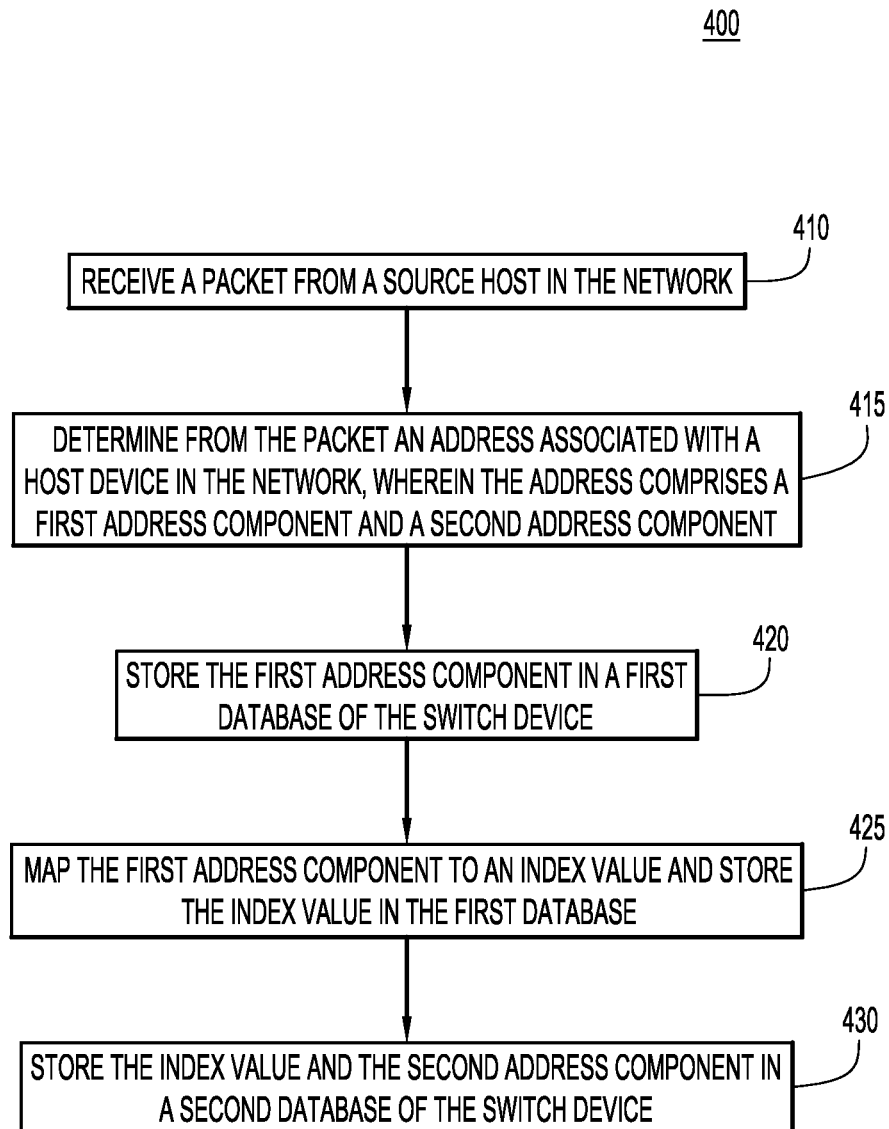 400
410
RECEIVE A PACKET FROM A SOURCE HOST IN THE NETWORK
415
DETERMINE FROM THE PACKET AN ADDRESS ASSOCIATED WITH A
HOST DEVICE IN THE NETWORK, WHEREIN THE ADDRESS COMPRISES A
FIRST ADDRESS COMPONENT AND A SECOND ADDRESS COMPONENT
420
STORE THE FIRST ADDRESS COMPONENT IN A FIRST
DATABASE OF THE SWITCH DEVICE
425
MAP THE FIRST ADDRESS COMPONENT TO AN INDEX VALUE AND STORE
THE INDEX VALUE IN THE FIRST DATABASE
430
STORE THE INDEX VALUE AND THE SECOND ADDRESS COMPONENT IN
A SECOND DATABASE OF THE SWITCH DEVICE